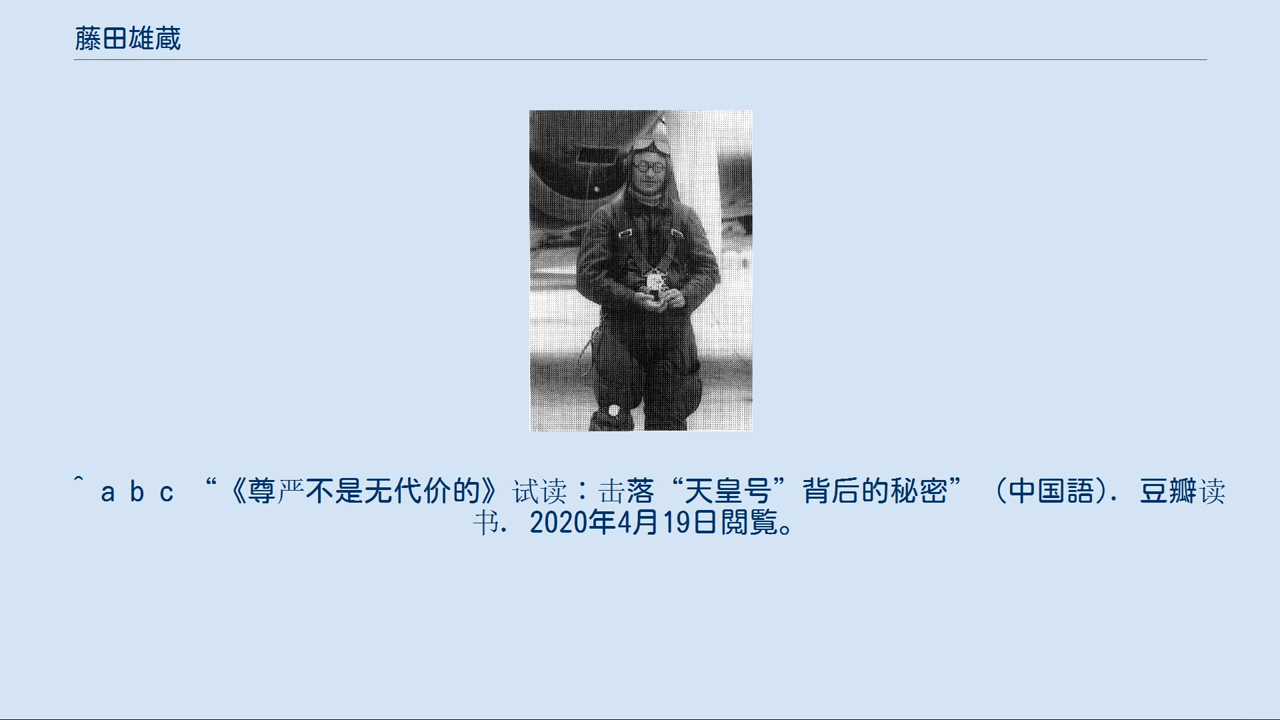 藤田雄蔵
^ a b c “《尊严不是无代价的》试读：击落“天皇号”背后的秘密” (中国語). 豆瓣读
书. 2020年4月19日閲覧。